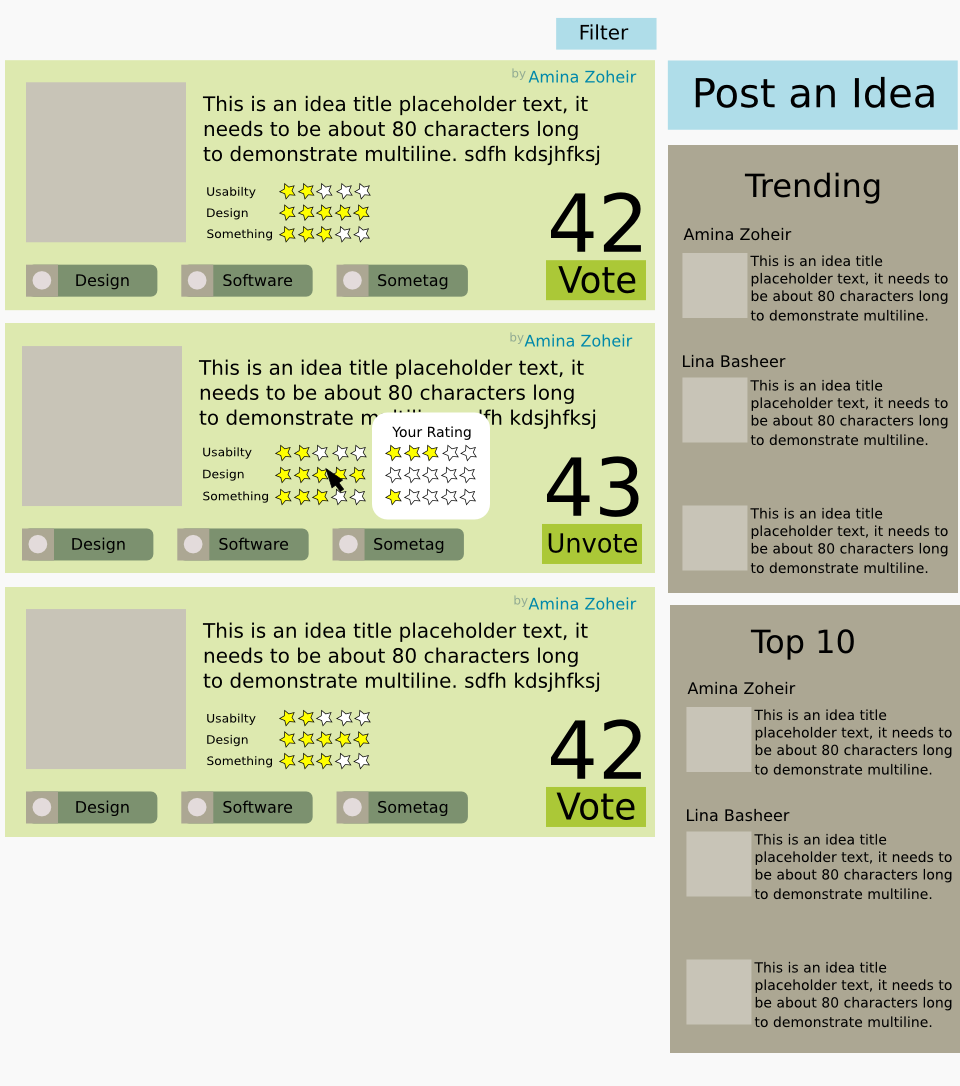 Filter
by Amina Zoheir
This is an idea title placeholder text, it
needs to be about 80 characters long
to demonstrate multiline. sdfh kdsjhfksj
Usabilty
Design
Something
42
Vote
Design
Software
Sometag
by Amina Zoheir
This is an idea title placeholder text, it
needs to be about 80 characters long
to demonstrate kdsjhfksj
Your Rating
Usabilty
Design
Something
43
Unvote
Design
Software
Sometag
by Amina Zoheir
This is an idea title placeholder text, it
needs to be about 80 characters long
to demonstrate multiline. sdfh kdsjhfksj
Usabilty
Design
Something
42
Vote
Design
Software
Sometag
Post an Idea
Trending
Amina Zoheir
This is an idea title
placeholder text, it needs to
be about 80 characters long
to demonstrate multiline.
Lina Basheer
This is an idea title
placeholder text, it needs to
be about 80 characters long
to demonstrate multiline.
This is an idea title
placeholder text, it needs to
be about 80 characters long
to demonstrate multiline.
Top 10
Amina Zoheir
This is an idea title
placeholder text, it needs to
be about 80 characters long
to demonstrate multiline.
Lina Basheer
This is an idea title
placeholder text, it needs to
be about 80 characters long
to demonstrate multiline.
This is an idea title
placeholder text, it needs to
be about 80 characters long
to demonstrate multiline.